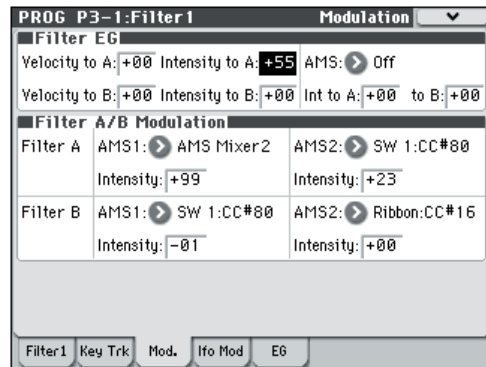 PROG P3-1:Filter1 Modulation
Filter EG
Velocity to A: +00 Intensity to A: +55 AMS: Off
Velocity to B: +00 Intensity to B: +00 Int to A: +00 to B: +00
Filter A/B Modulation
Filter A AMS1: AMS Mixer2 AMS2: SW 1:CC#80
Intensity: +99 Intensity: +23
Filter B AMS1: SW 1:CC#80 AMS2: Ribbon:CC#16
Intensity: -01 Intensity: +00
Filter1 Key Trk Mod. lfo Mod EG